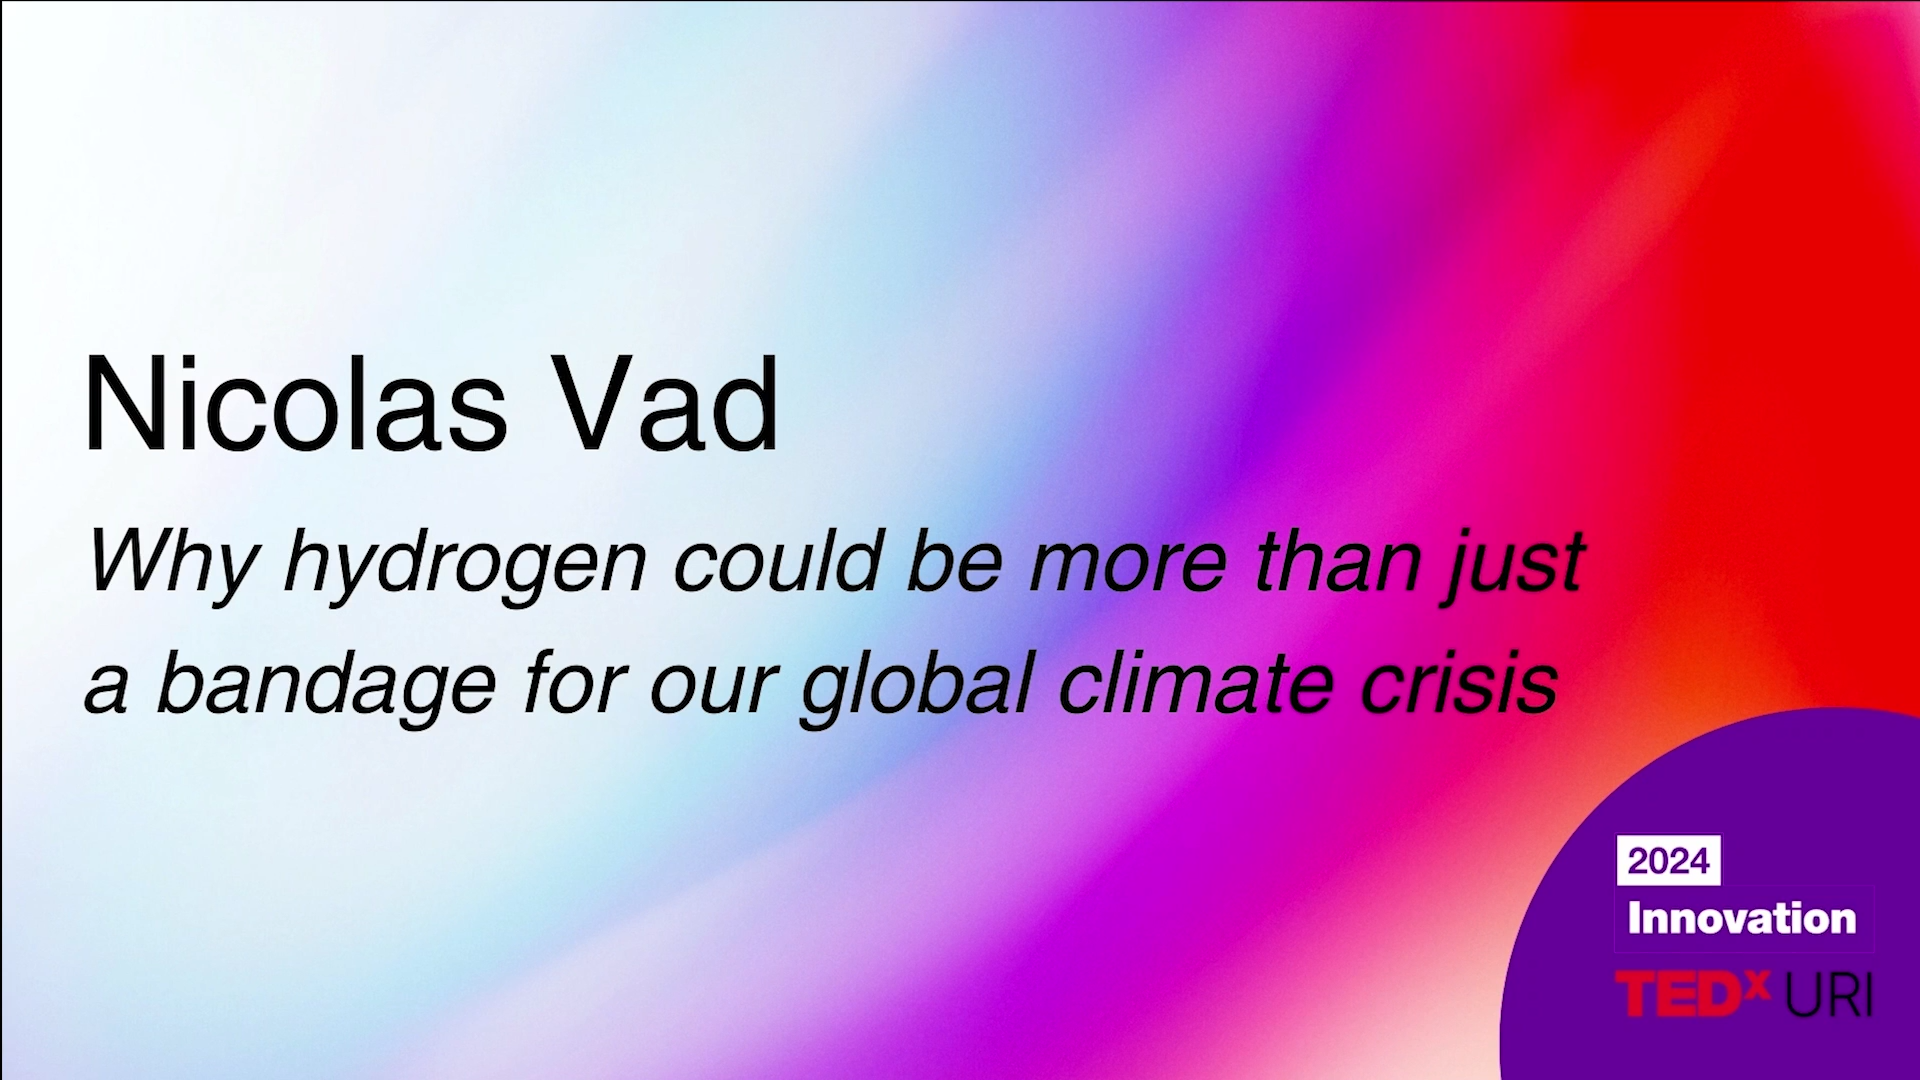 Nicolas Vad
Why hydrogen could be more than just
a bandage for our global climate crisis
2024
Innovation
TEDx URI